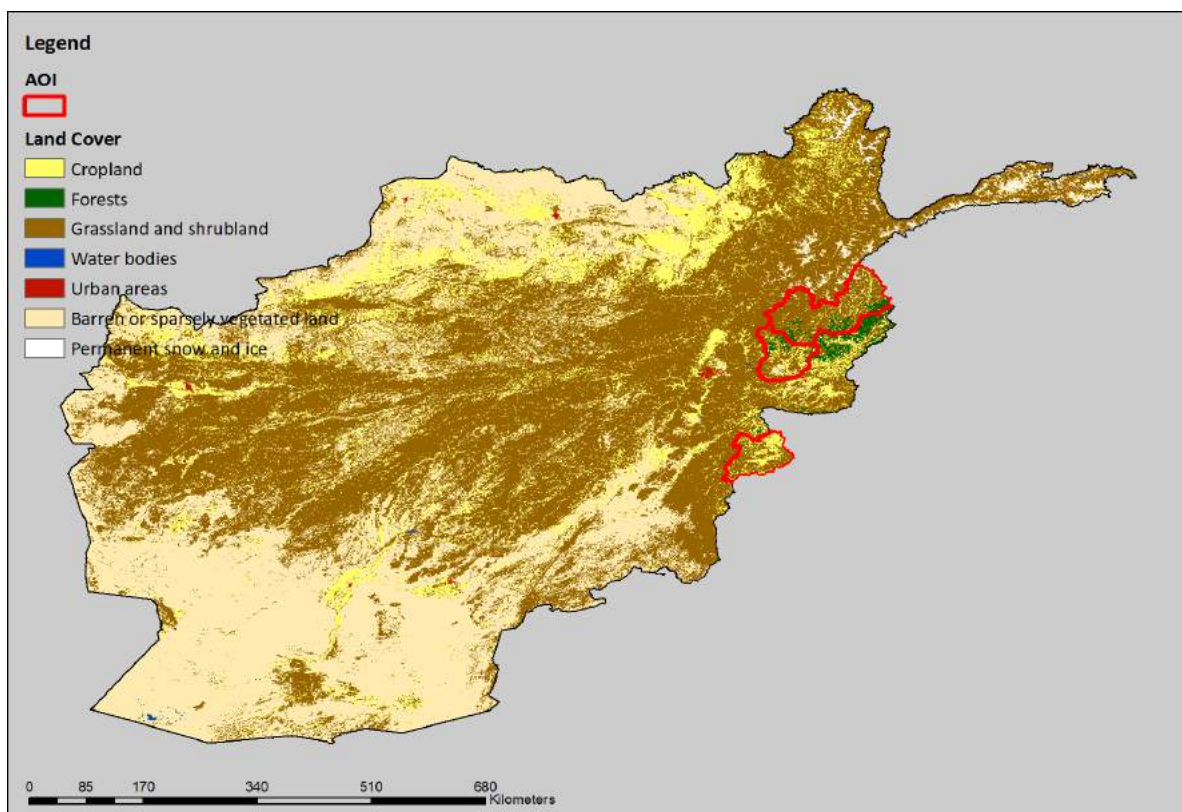 Legend
AOI
Land Cover
Cropland
Forests
Grassland and shrubland
Water bodies
Urban areas
Barren or sparsely vegetated land
Permanent snow and ice
0 85 170 340 510 680
Kilometers